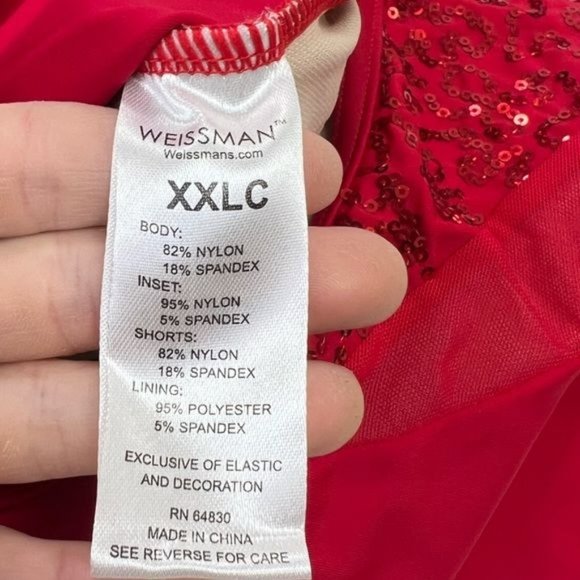 WEISSMAN™
Weissmans.com
XXLC
BODY:
82% NYLON
18% SPANDEX
INSET:
95% NYLON
5% SPANDEX
SHORTS:
82% NYLON
18% SPANDEX
LINING:
95% POLYESTER
5% SPANDEX
EXCLUSIVE OF ELASTIC
AND DECORATION
RN 64830
MADE IN CHINA
SEE REVERSE FOR CARE